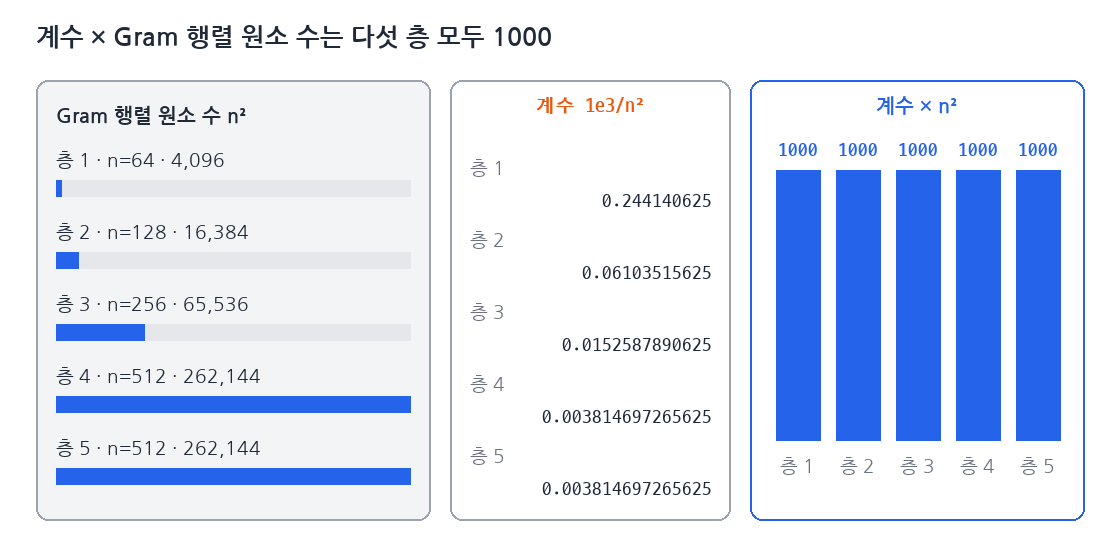 계수 × Gram 행렬 원소 수는 다섯 층 모두 1000
Gram 행렬 원소 수 n²
층 1 · n=64 · 4,096
층 2 · n=128 · 16,384
층 3 · n=256 · 65,536
층 4 · n=512 · 262,144
층 5 · n=512 · 262,144
계수 1e3/n²
층 1
0.244140625
층 2
0.06103515625
층 3
0.0152587890625
층 4
0.003814697265625
층 5
0.003814697265625
계수 × n²
1000 1000 1000 1000 1000
층 1 층 2 층 3 층 4 층 5